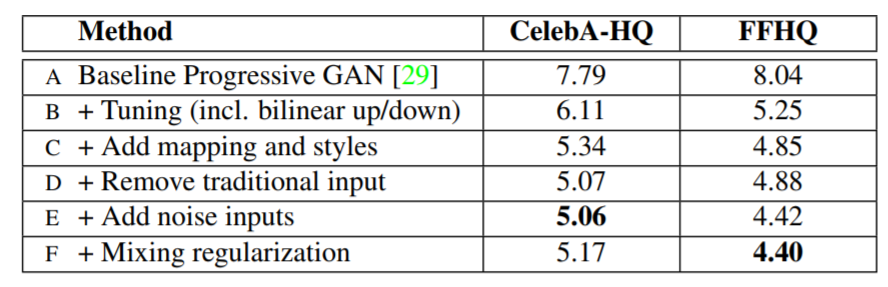 Method CelebA-HQ FFHQ
A Baseline Progressive GAN [29] 7.79 8.04
B + Tuning (incl. bilinear up/down) 6.11 5.25
C + Add mapping and styles 5.34 4.85
D + Remove traditional input 5.07 4.88
E + Add noise inputs 5.06 4.42
F + Mixing regularization 5.17 4.40